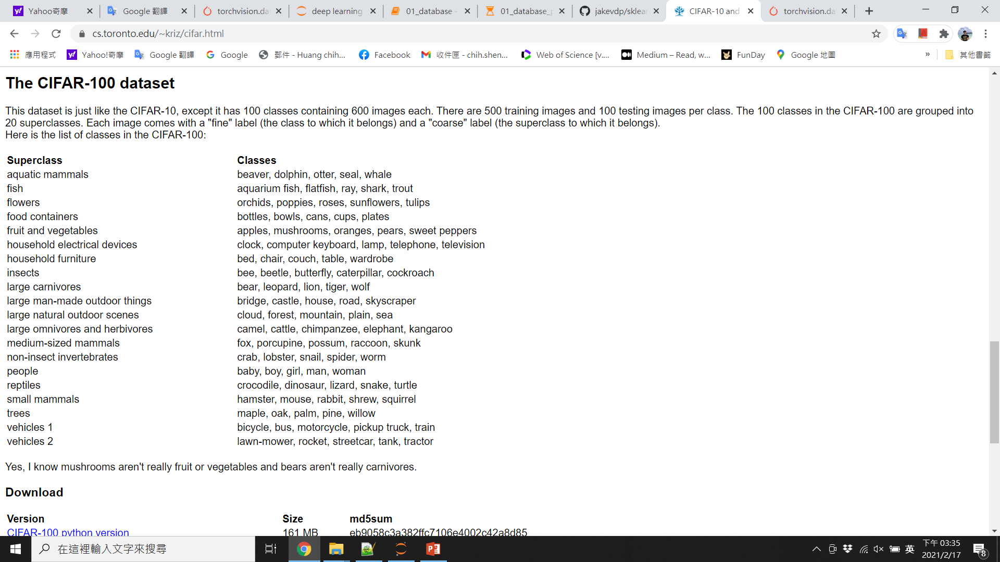 Yahoo奇摩
Google 翻譯
torchvision.da
deep learning
01_database -
01_database_p
jakevdp/sklear
CIFAR-10 and
torchvision.da
cs.toronto.edu/~kriz/cifar.html
應用程式
Yahoo!奇摩
Google 翻譯
Google
郵件 - Huang chih...
Facebook
收件匣 - chih.shen...
Web of Science [v....
Medium – Read, w...
FunDay
Google 地圖
»
其他書籤
The CIFAR-100 dataset
This dataset is just like the CIFAR-10, except it has 100 classes containing 600 images each. There are 500 training images and 100 testing images per class. The 100 classes in the CIFAR-100 are grouped into
20 superclasses. Each image comes with a "fine" label (the class to which it belongs) and a "coarse" label (the superclass to which it belongs).
Here is the list of classes in the CIFAR-100:
Superclass Classes
aquatic mammals beaver, dolphin, otter, seal, whale
fish aquarium fish, flatfish, ray, shark, trout
flowers orchids, poppies, roses, sunflowers, tulips
food containers bottles, bowls, cans, cups, plates
fruit and vegetables apples, mushrooms, oranges, pears, sweet peppers
household electrical devices clock, computer keyboard, lamp, telephone, television
household furniture bed, chair, couch, table, wardrobe
insects bee, beetle, butterfly, caterpillar, cockroach
large carnivores bear, leopard, lion, tiger, wolf
large man-made outdoor things bridge, castle, house, road, skyscraper
large natural outdoor scenes cloud, forest, mountain, plain, sea
large omnivores and herbivores camel, cattle, chimpanzee, elephant, kangaroo
medium-sized mammals fox, porcupine, possum, raccoon, skunk
non-insect invertebrates crab, lobster, snail, spider, worm
people baby, boy, girl, man, woman
reptiles crocodile, dinosaur, lizard, snake, turtle
small mammals hamster, mouse, rabbit, shrew, squirrel
trees maple, oak, palm, pine, willow
vehicles 1 bicycle, bus, motorcycle, pickup truck, train
vehicles 2 lawn-mower, rocket, streetcar, tank, tractor
Yes, I know mushrooms aren't really fruit or vegetables and bears aren't really carnivores.
Download
Version Size md5sum
CIFAR-100 python version 161 MB eb9058c3a382ffc7106e4002c42a8d85
在這裡輸入文字來搜尋
英
下午 03:35
2021/2/17
8